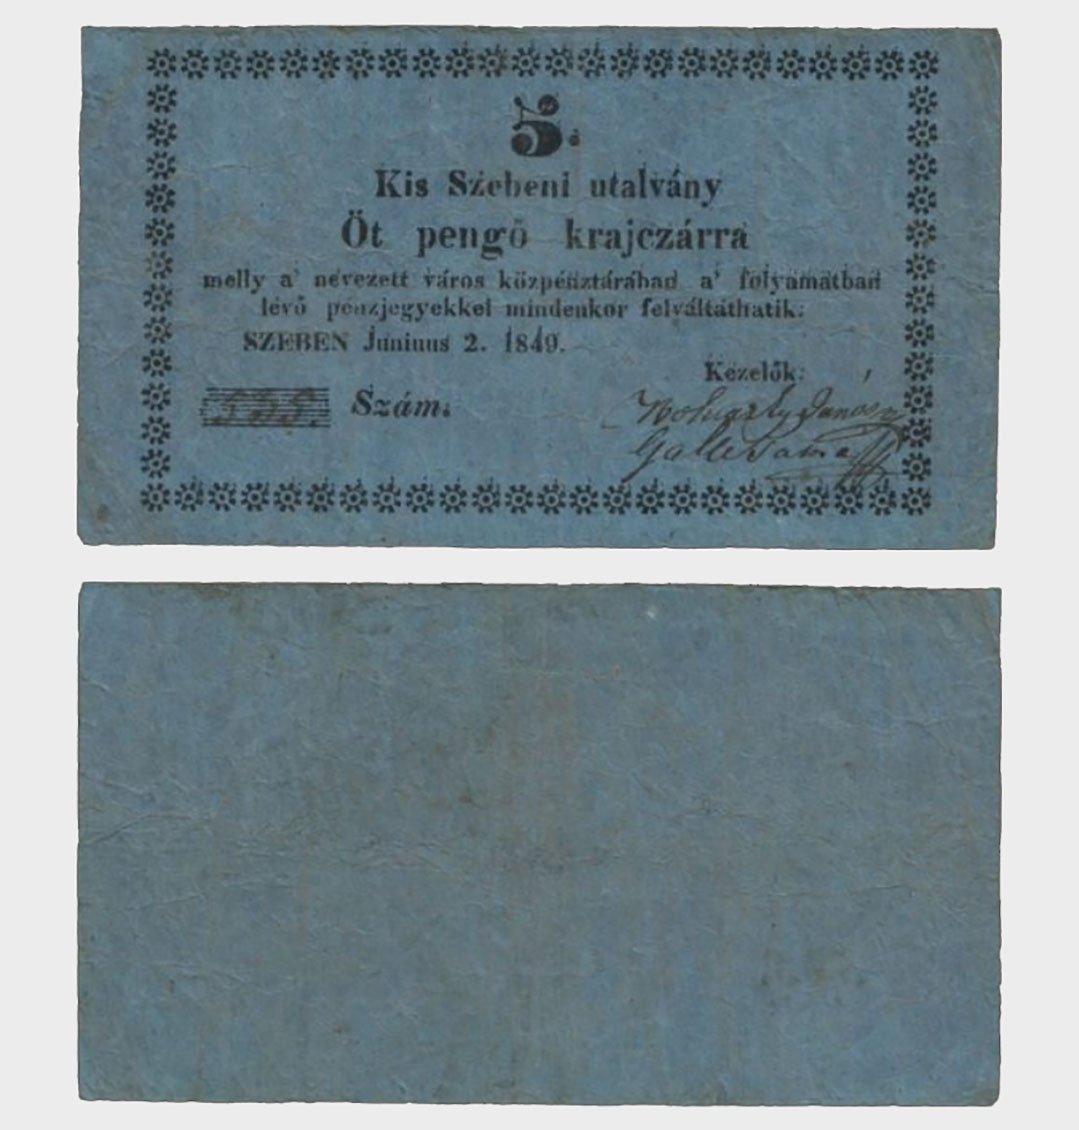 5.
Kis Szebeni utalvány
Öt pengő krajczárra
melly a' nevezett város közpénztárában a' folyamatban
lévő pénzjegyekkel mindenkor felváltathatik.
SZEBEN Junius 2. 1849.
Kezelők:
Szám.